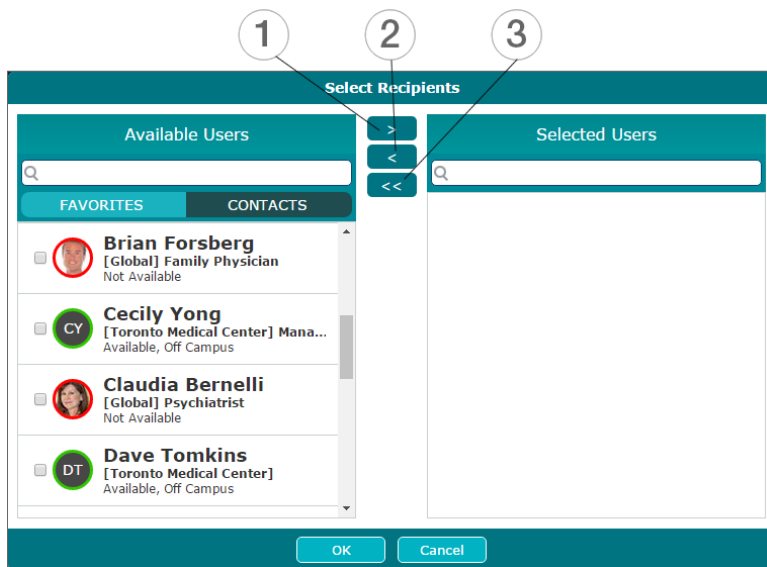 1 2 3
Select Recipients
Available Users
>
<
<<
Selected Users
FAVORITES CONTACTS
Brian Forsberg
[Global] Family Physician
Not Available
CY
Cecily Yong
[Toronto Medical Center] Mana...
Available, Off Campus
Claudia Bernelli
[Global] Psychiatrist
Not Available
DT
Dave Tomkins
[Toronto Medical Center]
Available, Off Campus
OK Cancel